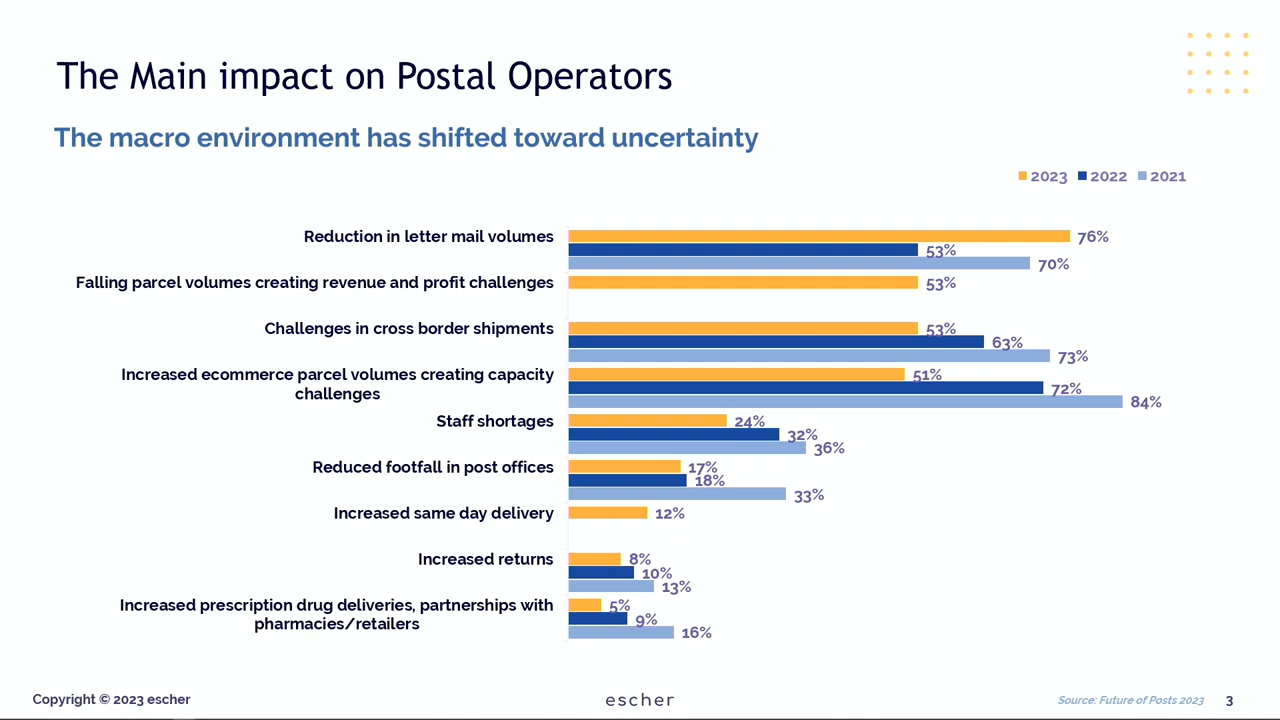 The Main impact on Postal Operators
The macro environment has shifted toward uncertainty
2023 2022 2021
Reduction in letter mail volumes
76%
53%
70%
Falling parcel volumes creating revenue and profit challenges
53%
Challenges in cross border shipments
53%
63%
73%
Increased ecommerce parcel volumes creating capacity
challenges
51%
72%
84%
Staff shortages
24%
32%
36%
Reduced footfall in post offices
17%
18%
33%
Increased same day delivery
12%
Increased returns
8%
10%
13%
Increased prescription drug deliveries, partnerships with
pharmacies/retailers
5%
9%
16%
Copyright © 2023 escher
escher
Source: Future of Posts 2023
3